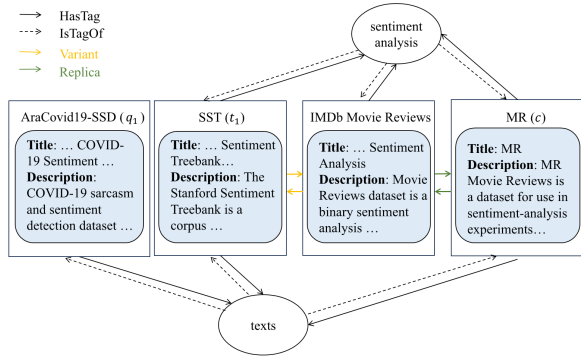 HasTag
IsTagOf
Variant
Replica
sentiment
analysis
AraCovid19-SSD (q₁)
Title: … COVID-
19 Sentiment …
Description:
COVID-19 sarcasm
and sentiment
detection dataset …
SST (t₁)
Title: … Sentiment
Treebank…
Description: The
Stanford Sentiment
Treebank is a
corpus …
IMDb Movie Reviews
Title: … Sentiment
Analysis
Description: Movie
Reviews dataset is a
binary sentiment
analysis …
MR (c)
Title: MR
Description: MR
Movie Reviews is
a dataset for use in
sentiment-analysis
experiments…
texts